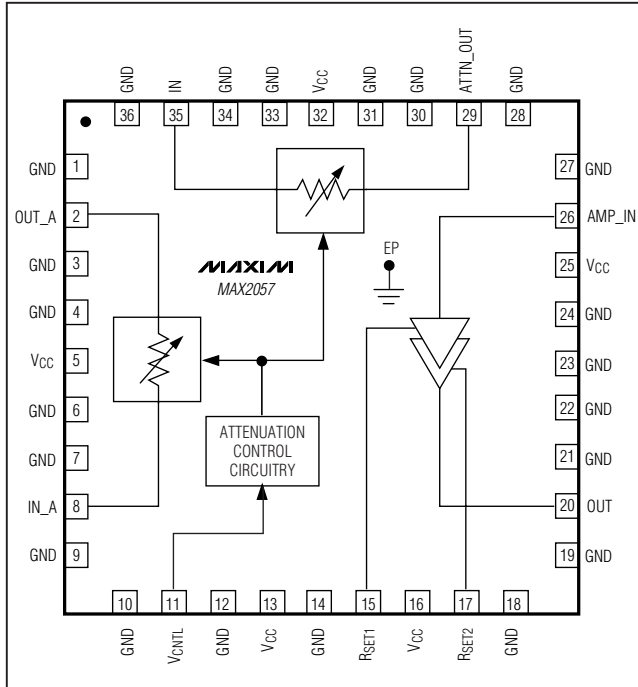 GND IN GND GND VCC GND GND ATTN_OUT GND
36 35 34 33 32 31 30 29 28
GND 1
OUT_A 2
GND 3
GND 4
VCC 5
GND 6
GND 7
IN_A 8
GND 9
MAXIM
MAX2057
EP
ATTENUATION
CONTROL
CIRCUITRY
27 GND
26 AMP_IN
25 VCC
24 GND
23 GND
22 GND
21 GND
20 OUT
19 GND
10 11 12 13 14 15 16 17 18
GND VCNTL GND VCC GND RSET1 VCC RSET2 GND